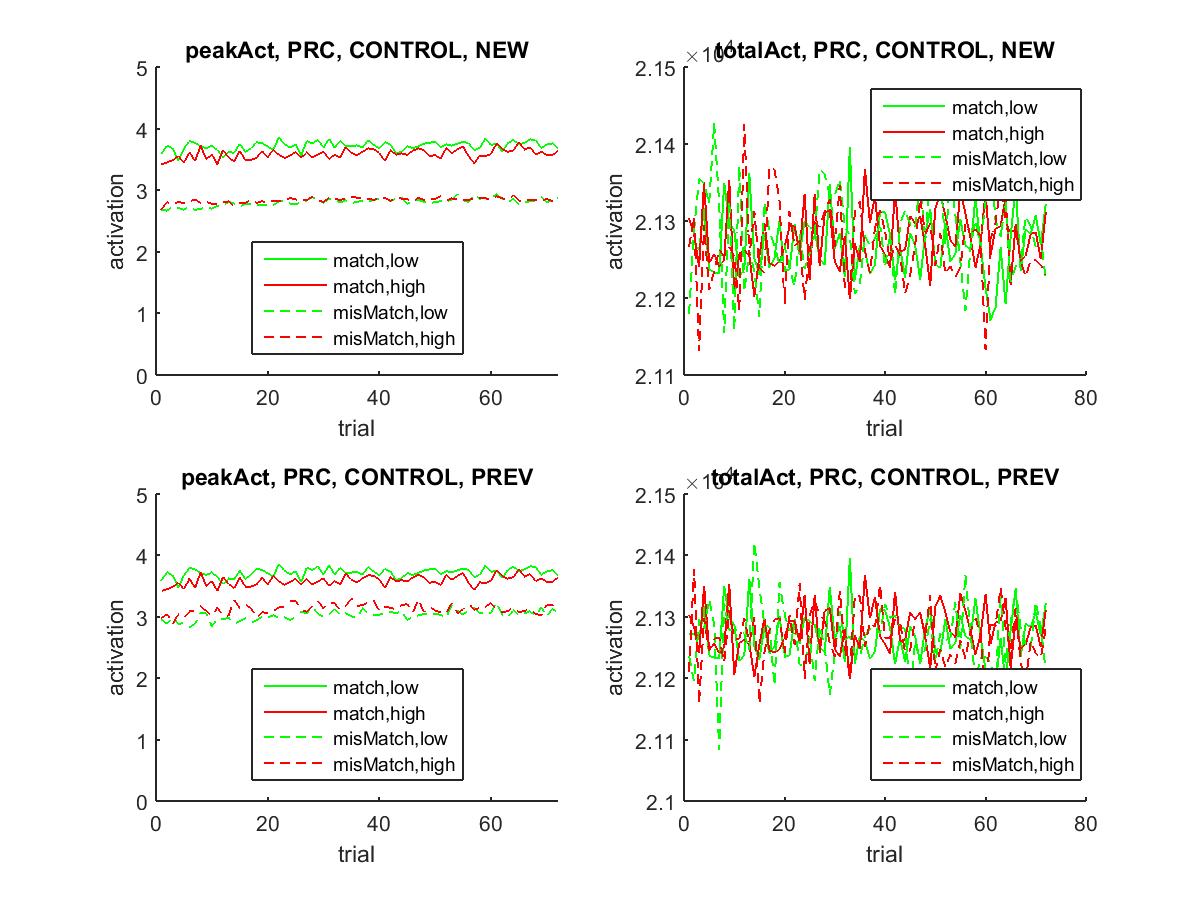 peakAct, PRC, CONTROL, NEW
5
4
3
2
1
0
activation
match,low
match,high
misMatch,low
misMatch,high
0 20 40 60
trial
totalAct, PRC, CONTROL, NEW
×10^4
2.15
2.14
2.13
2.12
2.11
activation
match,low
match,high
misMatch,low
misMatch,high
0 20 40 60 80
trial
peakAct, PRC, CONTROL, PREV
5
4
3
2
1
0
activation
match,low
match,high
misMatch,low
misMatch,high
0 20 40 60
trial
totalAct, PRC, CONTROL, PREV
×10^4
2.15
2.14
2.13
2.12
2.11
2.1
activation
match,low
match,high
misMatch,low
misMatch,high
0 20 40 60 80
trial